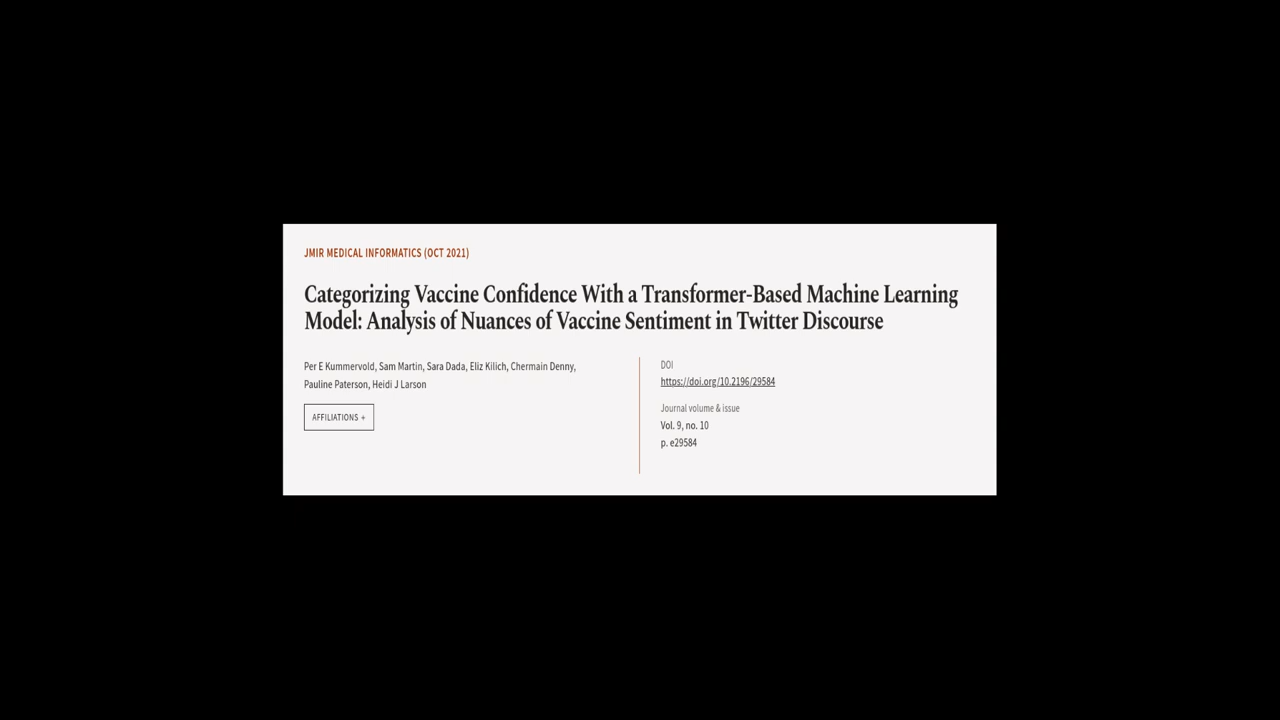 JMIR MEDICAL INFORMATICS (OCT 2021)
Categorizing Vaccine Confidence With a Transformer-Based Machine Learning
Model: Analysis of Nuances of Vaccine Sentiment in Twitter Discourse
Per E Kummervold, Sam Martin, Sara Dada, Eliz Kilich, Chermain Denny,
Pauline Paterson, Heidi J Larson
AFFILIATIONS +
DOI
https://doi.org/10.2196/29584
Journal volume & issue
Vol. 9, no. 10
p. e29584